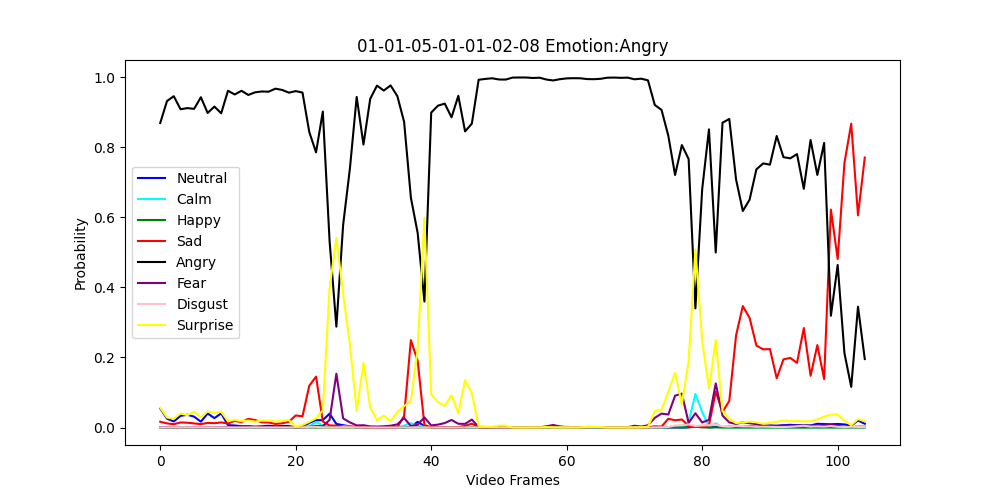 01-01-05-01-01-02-08 Emotion:Angry
Probability
1.0
0.8
0.6
0.4
0.2
0.0
Neutral
Calm
Happy
Sad
Angry
Fear
Disgust
Surprise
0 20 40 60 80 100
Video Frames